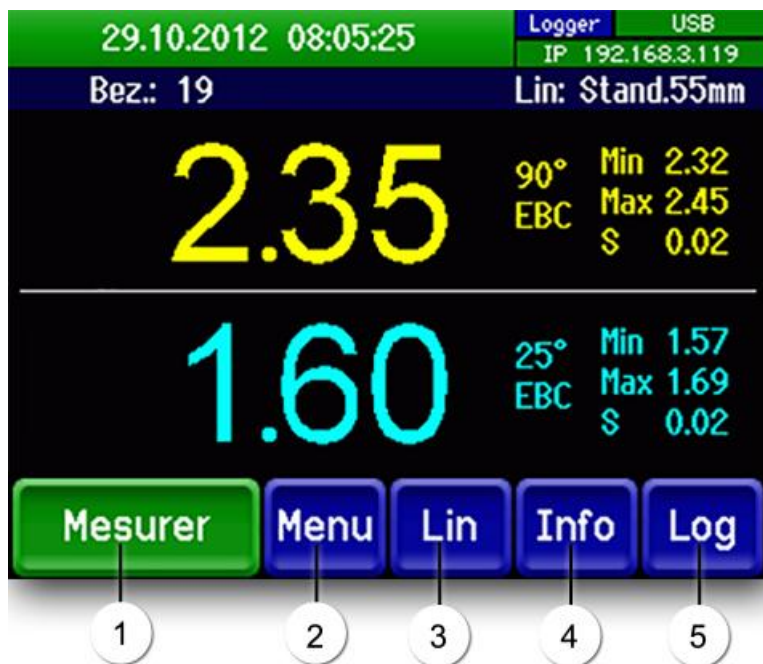 29.10.2012 08:05:25
Logger USB
IP 192.168.3.119
Bez.: 19 Lin: Stand.55mm
2.35
90° EBC
Min 2.32
Max 2.45
S 0.02
1.60
25° EBC
Min 1.57
Max 1.69
S 0.02
Mesurer Menu Lin Info Log
1 2 3 4 5